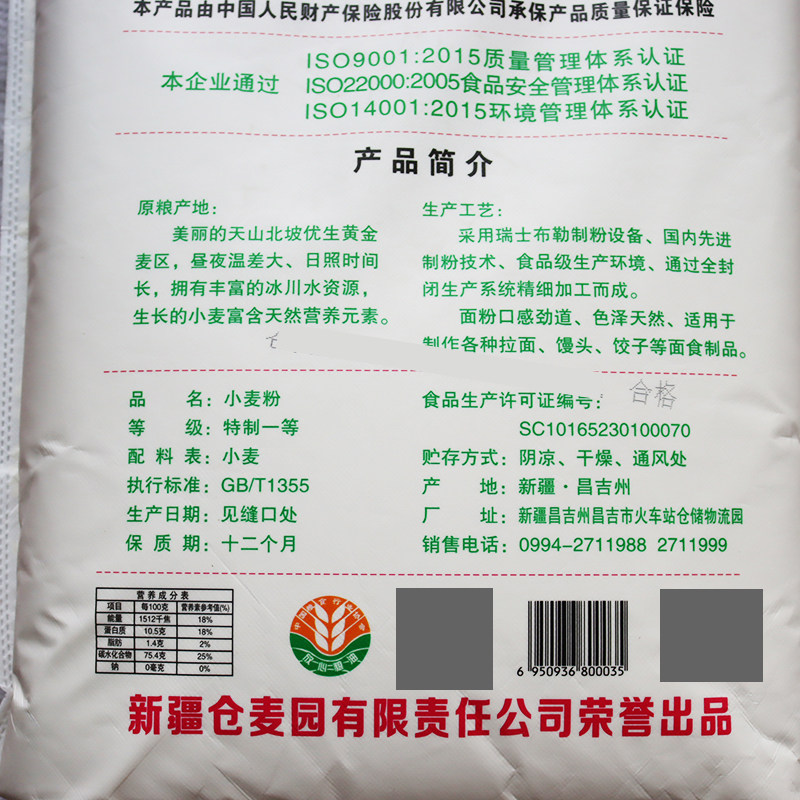 本产品由中国人民财产保险股份有限公司承保产品质量保证保险
本企业通过
ISO9001:2015质量管理体系认证
ISO22000:2005食品安全管理体系认证
ISO14001:2015环境管理体系认证
产品简介
原粮产地:
美丽的天山北坡优生黄金
麦区，昼夜温差大、日照时间
长，拥有丰富的冰川水资源，
生长的小麦富含天然营养元素。
生产工艺:
采用瑞士布勒制粉设备、国内先进
制粉技术、食品级生产环境、通过全封
闭生产系统精细加工而成。
面粉口感劲道、色泽天然、适用于
制作各种拉面、馒头、饺子等面食制品。
合格
品 名: 小麦粉
等 级: 特制一等
配 料 表: 小麦
执行标准: GB/T1355
生产日期: 见缝口处
保 质 期: 十二个月
食品生产许可证编号:
SC10165230100070
贮存方式: 阴凉、干燥、通风处
产 地: 新疆·昌吉州
厂 址: 新疆昌吉州昌吉市火车站仓储物流园
销售电话: 0994-2711988 2711999
营养成分表
项目 每100克 营养素参考值(%)
能量 1512千焦 18%
蛋白质 10.5克 18%
脂肪 1.4克 2%
碳水化合物 75.4克 25%
钠 0毫克 0%
放心粮油
6 950936 800035
新疆仓麦园有限责任公司荣誉出品